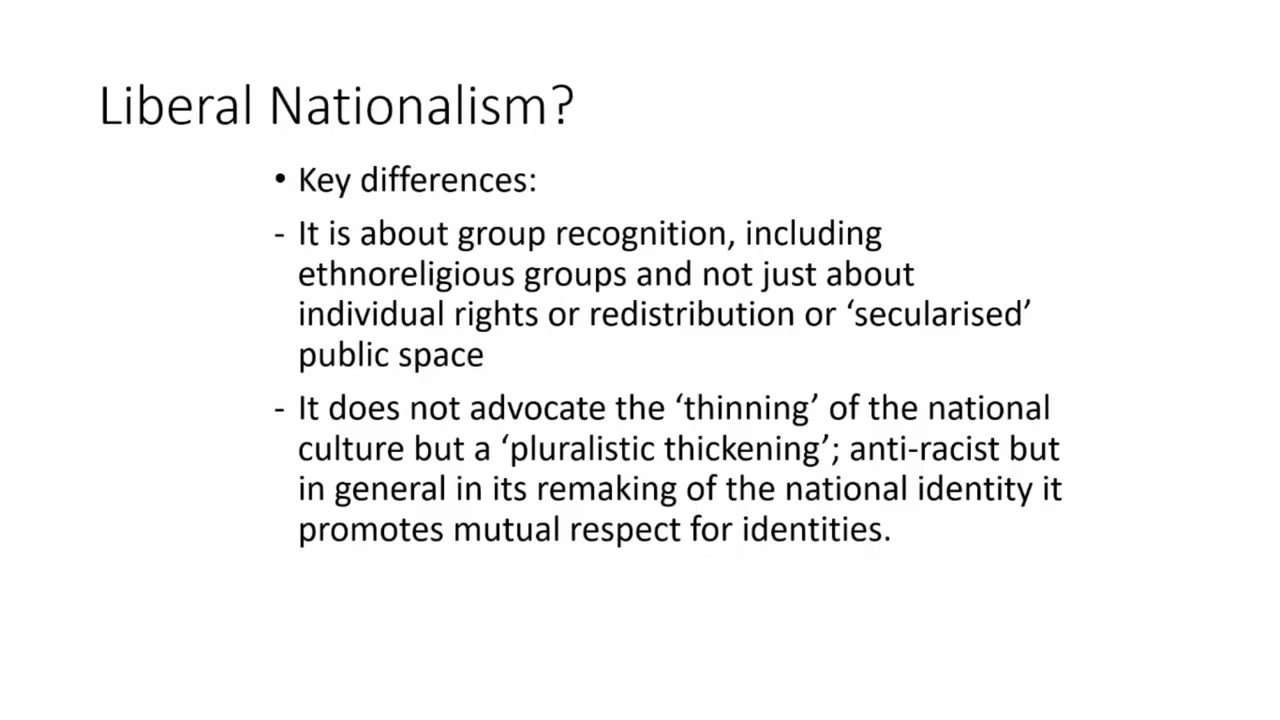 Liberal Nationalism?
• Key differences:
- It is about group recognition, including
ethnoreligious groups and not just about
individual rights or redistribution or ‘secularised’
public space
- It does not advocate the ‘thinning’ of the national
culture but a ‘pluralistic thickening’; anti-racist but
in general in its remaking of the national identity it
promotes mutual respect for identities.